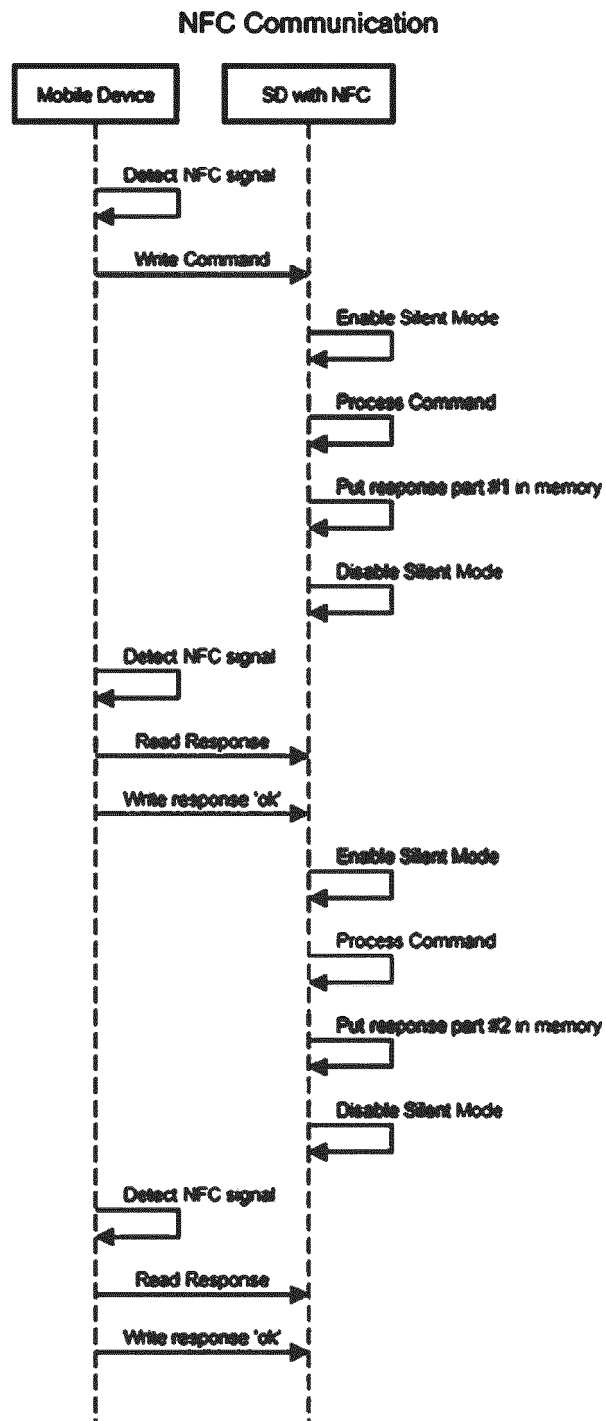 NFC Communication
Mobile Device
SD with NFC
Detect NFC signal
Write Command
Enable Silent Mode
Process Command
Put response part #1 in memory
Disable Silent Mode
Detect NFC signal
Read Response
Write response 'ok'
Enable Silent Mode
Process Command
Put response part #2 in memory
Disable Silent Mode
Detect NFC signal
Read Response
Write response 'ok'